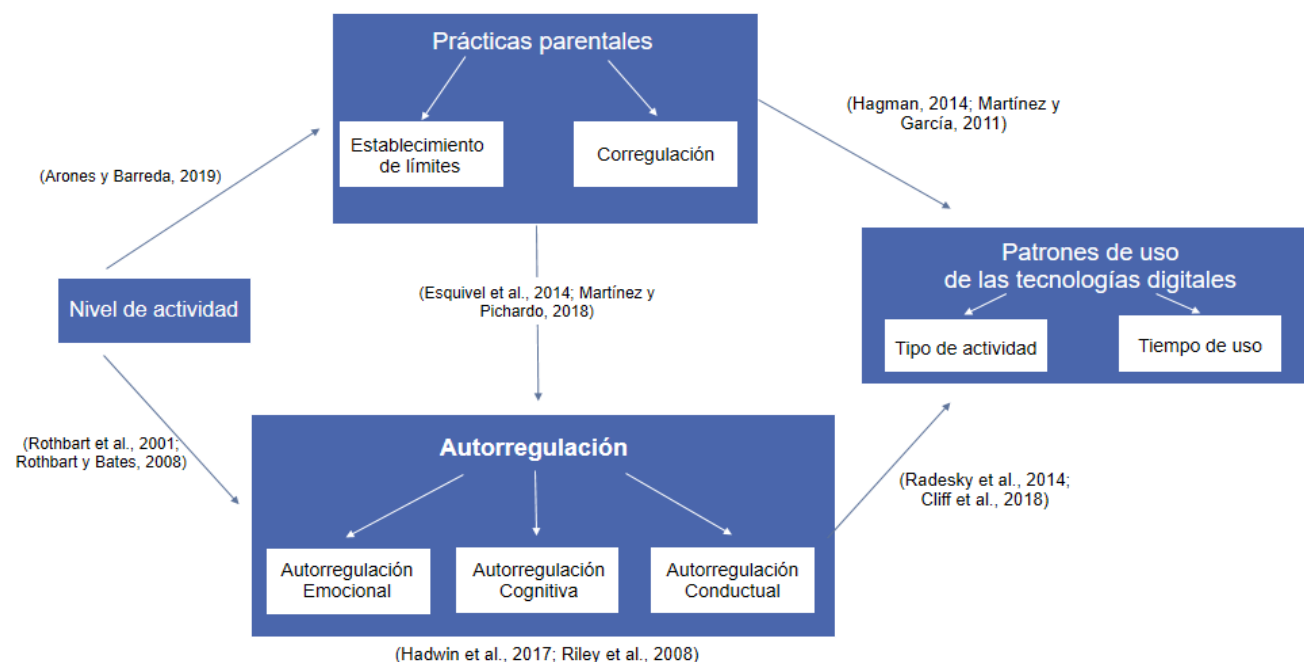 Prácticas parentales
Establecimiento
de límites
Corregulación
(Hagman, 2014; Martínez y
García, 2011)
(Arones y Barreda, 2019)
Patrones de uso
de las tecnologías digitales
Tipo de actividad
Tiempo de uso
Nivel de actividad
(Esquivel et al., 2014; Martínez y
Pichardo, 2018)
(Rothbart et al., 2001;
Rothbart y Bates, 2008)
Autorregulación
Autorregulación
Emocional
Autorregulación
Cognitiva
Autorregulación
Conductual
(Radesky et al., 2014;
Cliff et al., 2018)
(Hadwin et al., 2017; Riley et al., 2008)